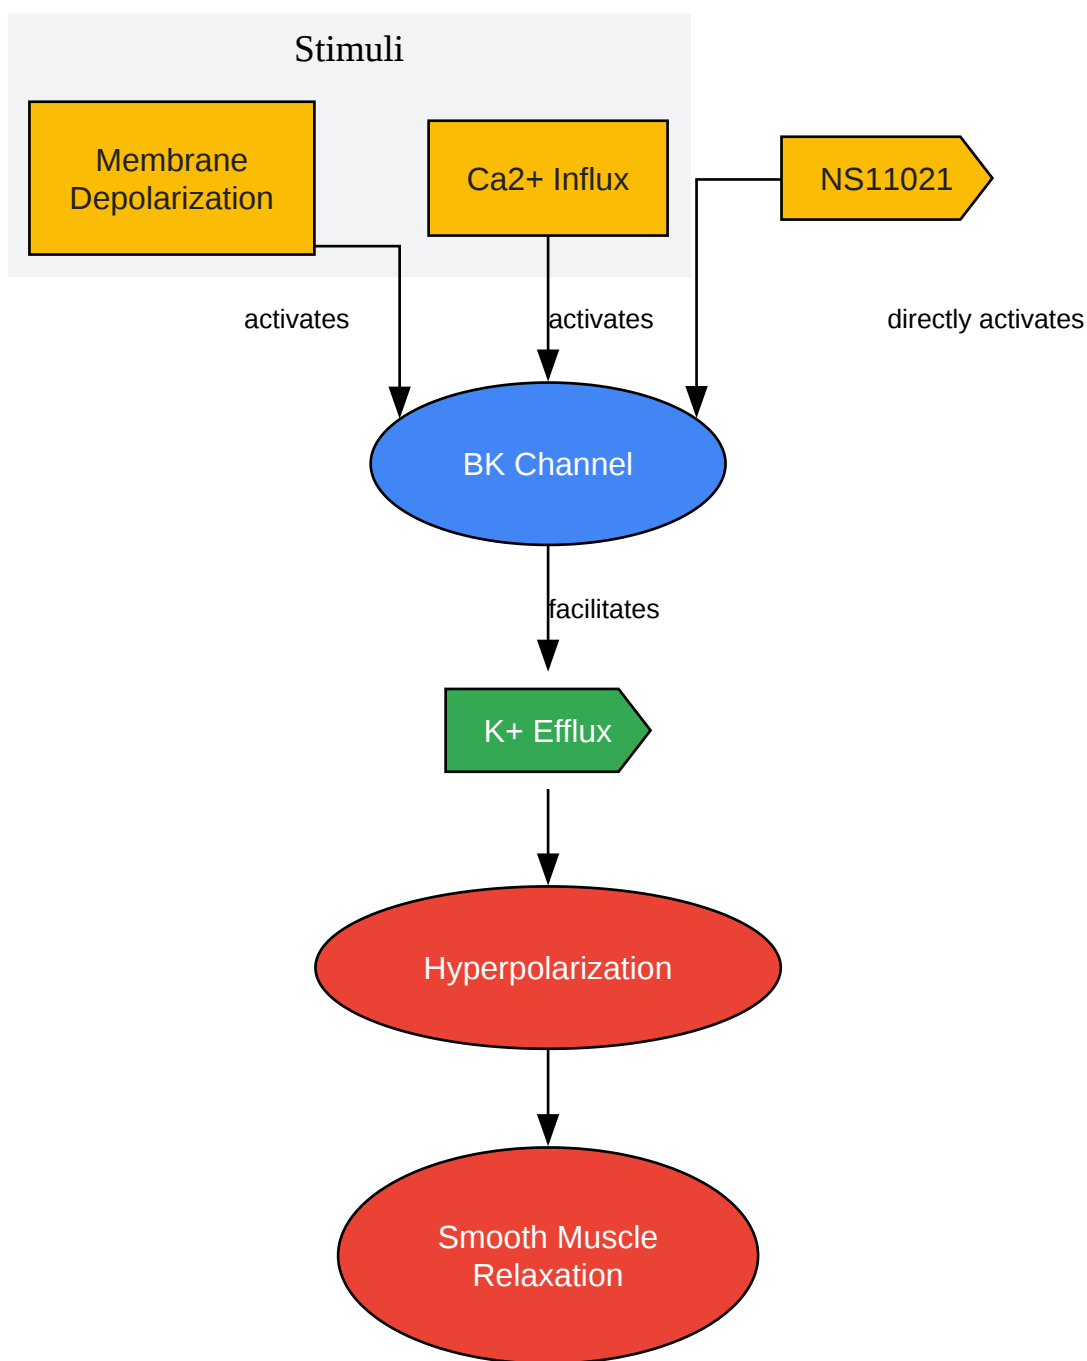 Stimuli
Membrane
Depolarization
Ca2+ Influx
NS11021
activates
activates
directly activates
BK Channel
facilitates
K+ Efflux
Hyperpolarization
Smooth Muscle
Relaxation